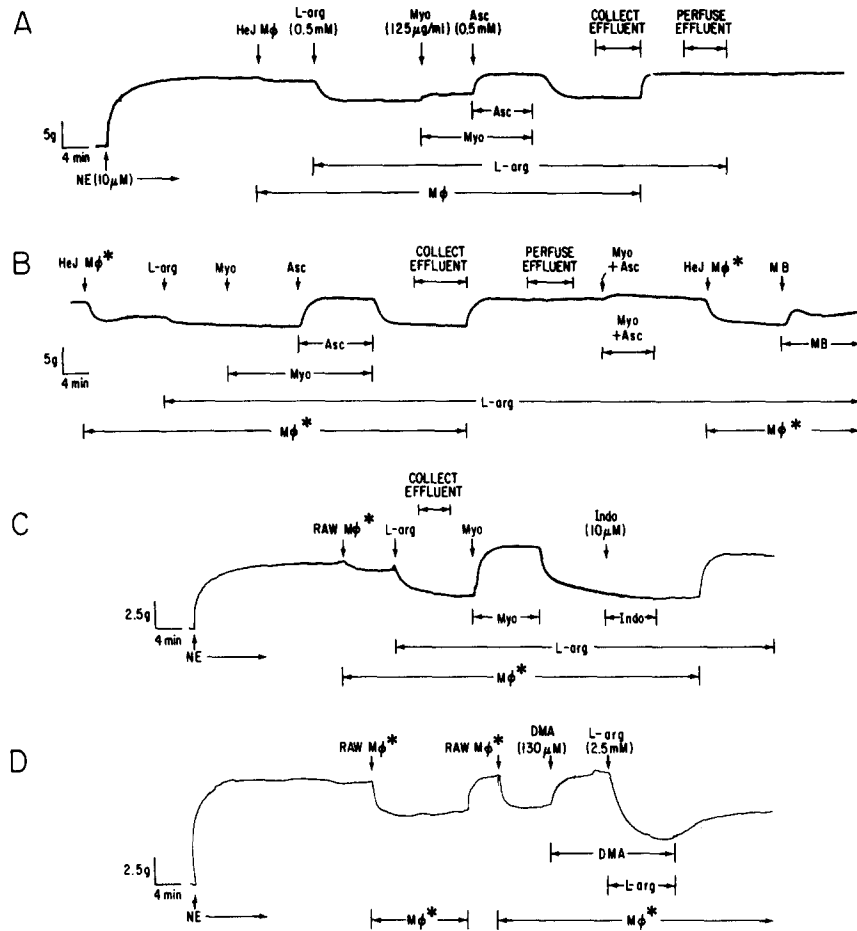 A
HeJ Mϕ
L-arg
(0.5mM)
Myo
(125µg/ml)
Asc
(0.5mM)
COLLECT
EFFLUENT
PERFUSE
EFFLUENT
5g
4 min
NE(10µM)
Asc
Myo
L-arg
Mϕ
B
HeJ Mϕ*
L-arg
Myo
Asc
COLLECT
EFFLUENT
PERFUSE
EFFLUENT
Myo
+Asc
HeJ Mϕ*
MB
5g
4 min
Asc
Myo
+Asc
MB
Myo
L-arg
Mϕ*
Mϕ*
C
COLLECT
EFFLUENT
RAW Mϕ*
L-arg
Myo
Indo
(10µM)
2.5g
4 min
NE
Myo
Indo
L-arg
Mϕ*
D
RAW Mϕ*
RAW Mϕ*
DMA
(130µM)
L-arg
(2.5mM)
2.5g
4 min
NE
DMA
L-arg
Mϕ*
Mϕ*